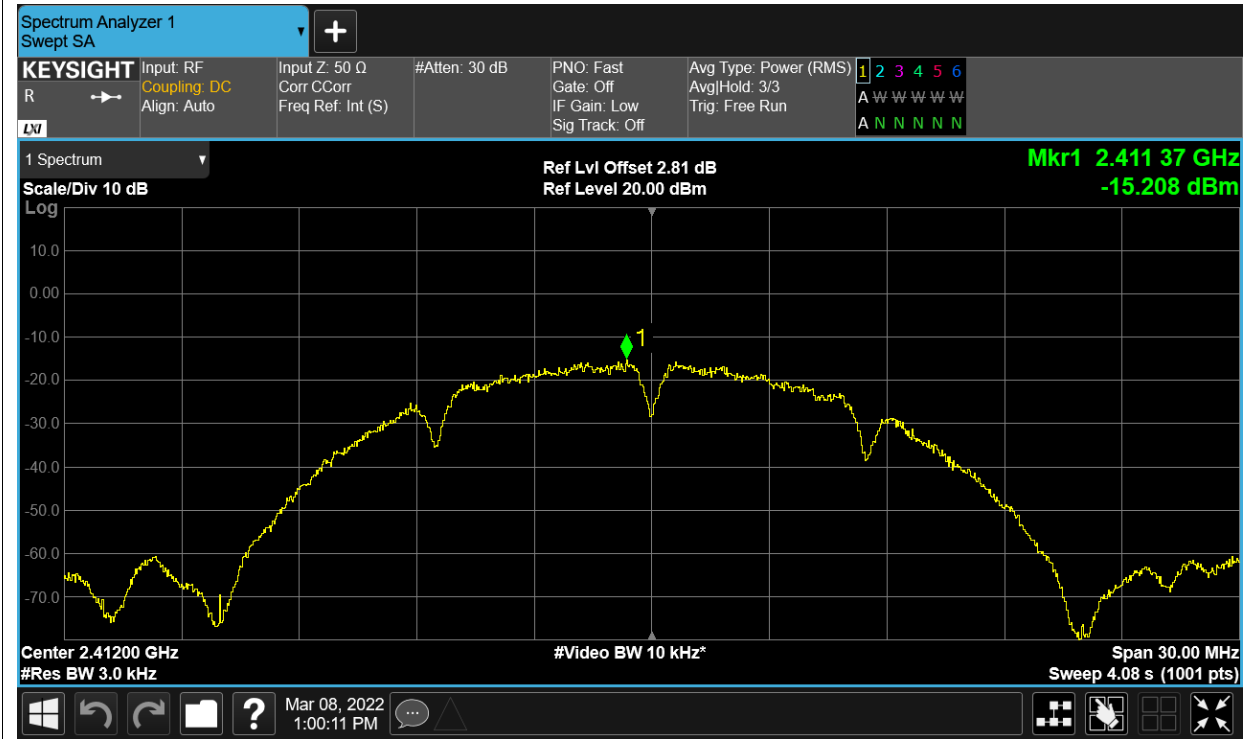 Spectrum Analyzer 1
Swept SA
KEYSIGHT
R
LXI
Input: RF
Coupling: DC
Align: Auto
Input Z: 50 Ω
Corr CCorr
Freq Ref: Int (S)
#Atten: 30 dB
PNO: Fast
Gate: Off
IF Gain: Low
Sig Track: Off
Avg Type: Power (RMS)
Avg|Hold: 3/3
Trig: Free Run
1 2 3 4 5 6
A W W W W W
A N N N N N
1 Spectrum
Scale/Div 10 dB
Log
Ref Lvl Offset 2.81 dB
Ref Level 20.00 dBm
Mkr1 2.411 37 GHz
-15.208 dBm
10.0
0.00
-10.0
-20.0
-30.0
-40.0
-50.0
-60.0
-70.0
1
Center 2.41200 GHz
#Res BW 3.0 kHz
#Video BW 10 kHz*
Span 30.00 MHz
Sweep 4.08 s (1001 pts)
?
Mar 08, 2022
1:00:11 PM